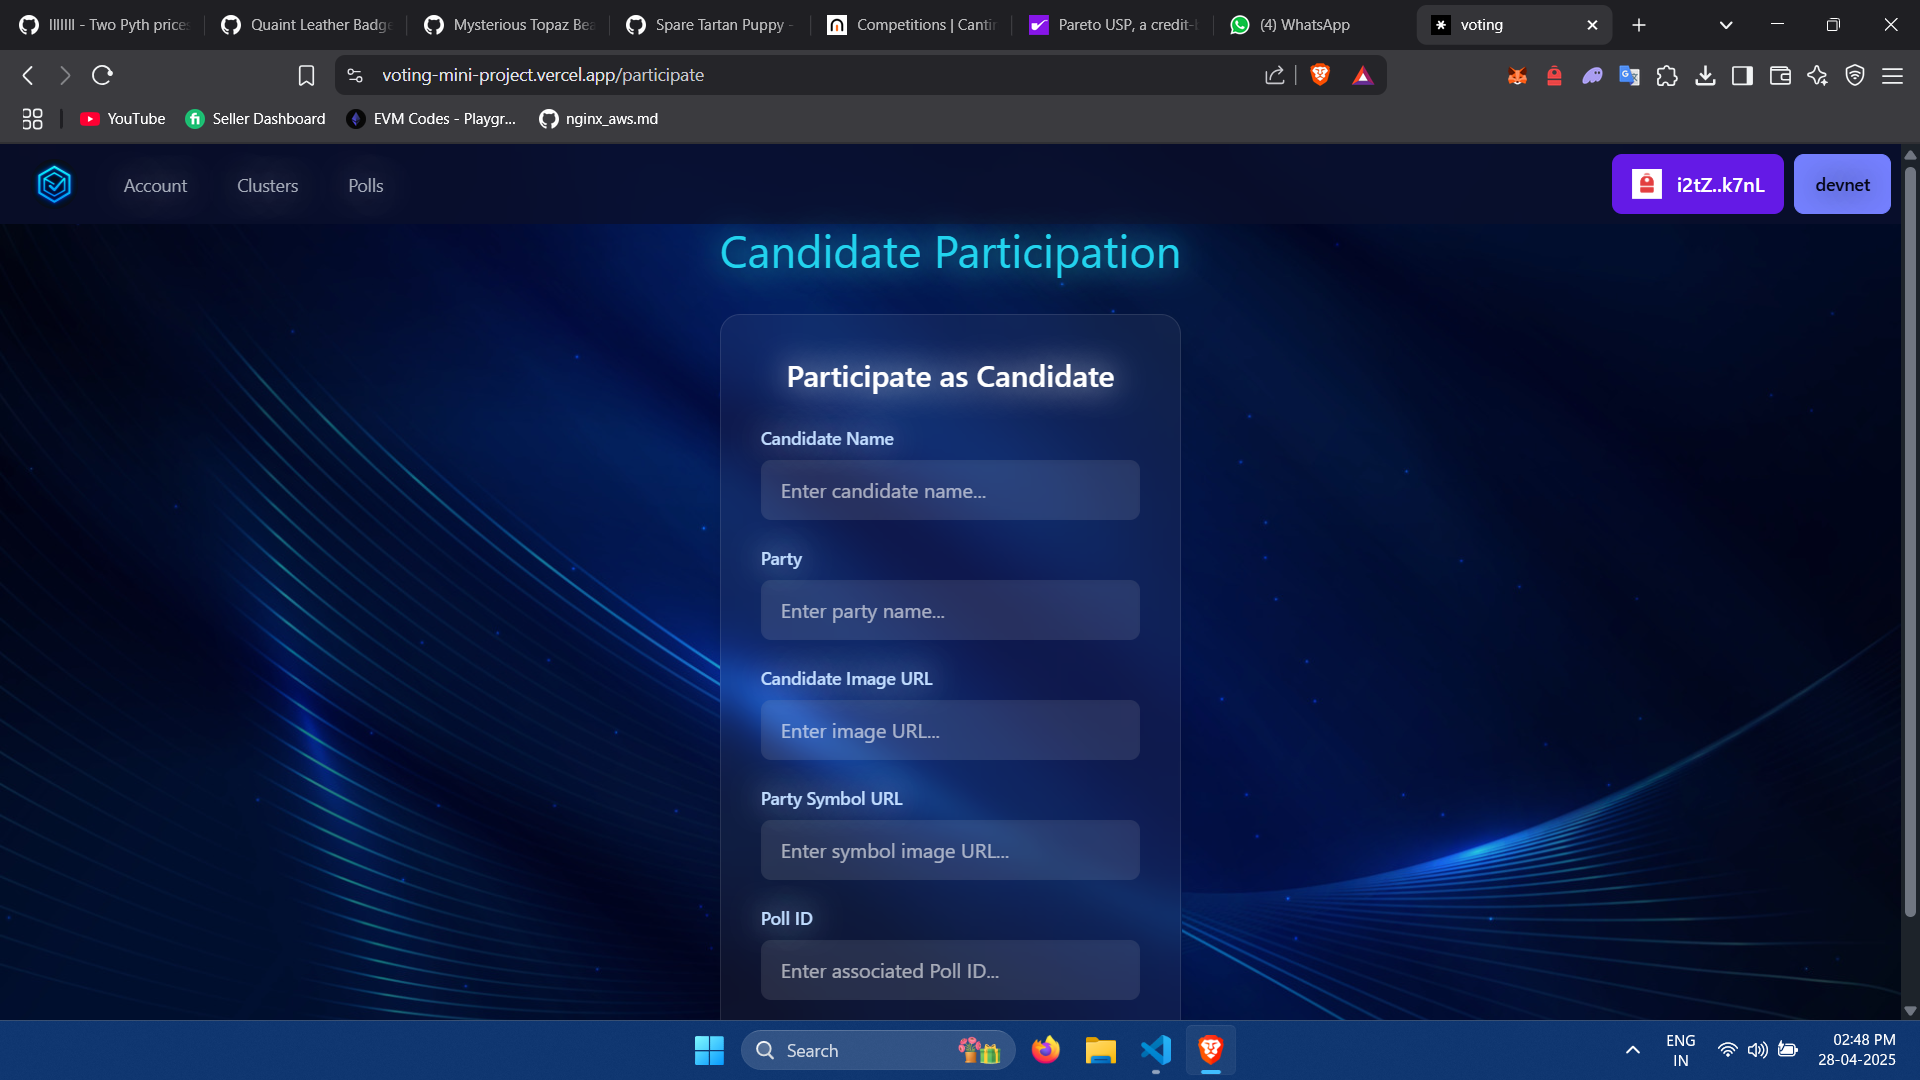 IIIIIII - Two Pyth prices
Quaint Leather Badge
Mysterious Topaz Bea
Spare Tartan Puppy -
Competitions | Cantin
Pareto USP, a credit-b
(4) WhatsApp
voting
voting-mini-project.vercel.app/participate
YouTube
Seller Dashboard
EVM Codes - Playgr...
nginx_aws.md
Account
Clusters
Polls
i2tZ..k7nL
devnet
Candidate Participation
Participate as Candidate
Candidate Name
Enter candidate name...
Party
Enter party name...
Candidate Image URL
Enter image URL...
Party Symbol URL
Enter symbol image URL...
Poll ID
Enter associated Poll ID...
Search
ENG
IN
02:48 PM
28-04-2025